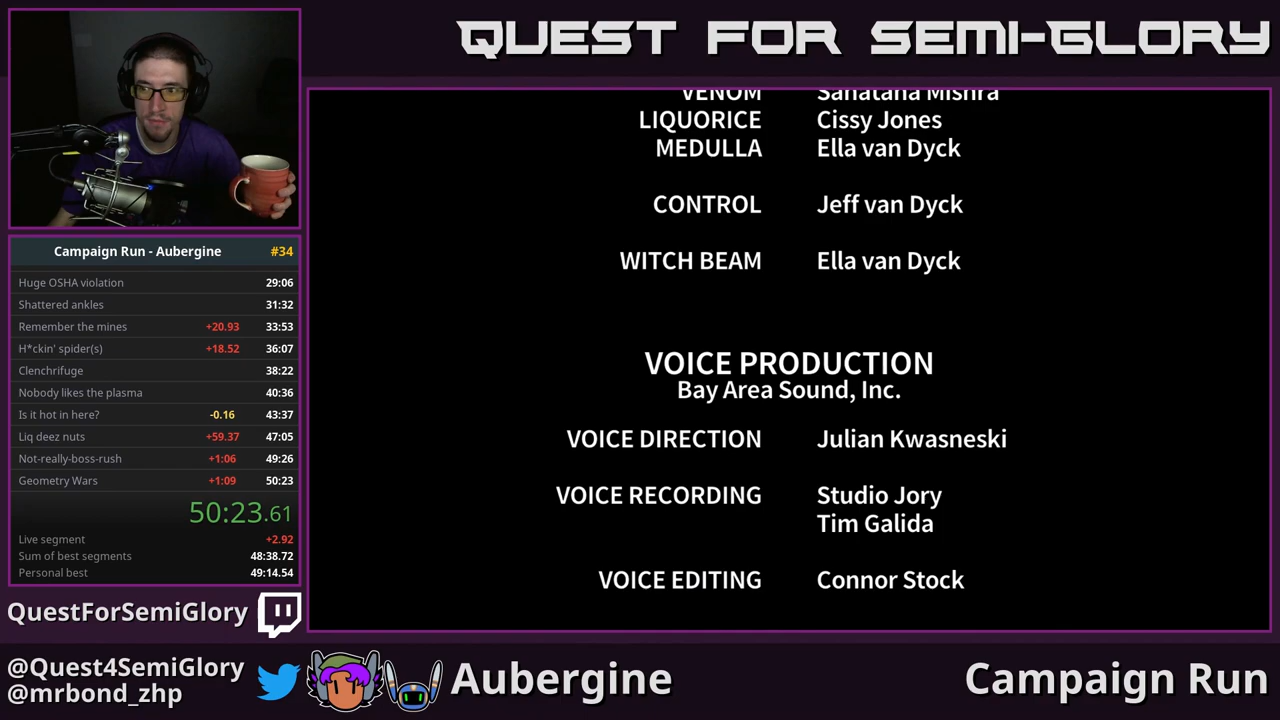 QUEST FOR SEMI-GLORY
Campaign Run - Aubergine #34
Huge OSHA violation 29:06
Shattered ankles 31:32
Remember the mines +20.93 33:53
H*ckin' spider(s) +18.52 36:07
Clenchrifuge 38:22
Nobody likes the plasma 40:36
Is it hot in here? -0.16 43:37
Liq deez nuts +59.37 47:05
Not-really-boss-rush +1:06 49:26
Geometry Wars +1:09 50:23
50:23.61
Live segment +2.92
Sum of best segments 48:38.72
Personal best 49:14.54
QuestForSemiGlory
@Quest4SemiGlory
@mrbond_zhp
VENOM Sanatana Mishra
LIQUORICE Cissy Jones
MEDULLA Ella van Dyck
CONTROL Jeff van Dyck
WITCH BEAM Ella van Dyck
VOICE PRODUCTION
Bay Area Sound, Inc.
VOICE DIRECTION Julian Kwasneski
VOICE RECORDING Studio Jory
Tim Galida
VOICE EDITING Connor Stock
Aubergine
Campaign Run